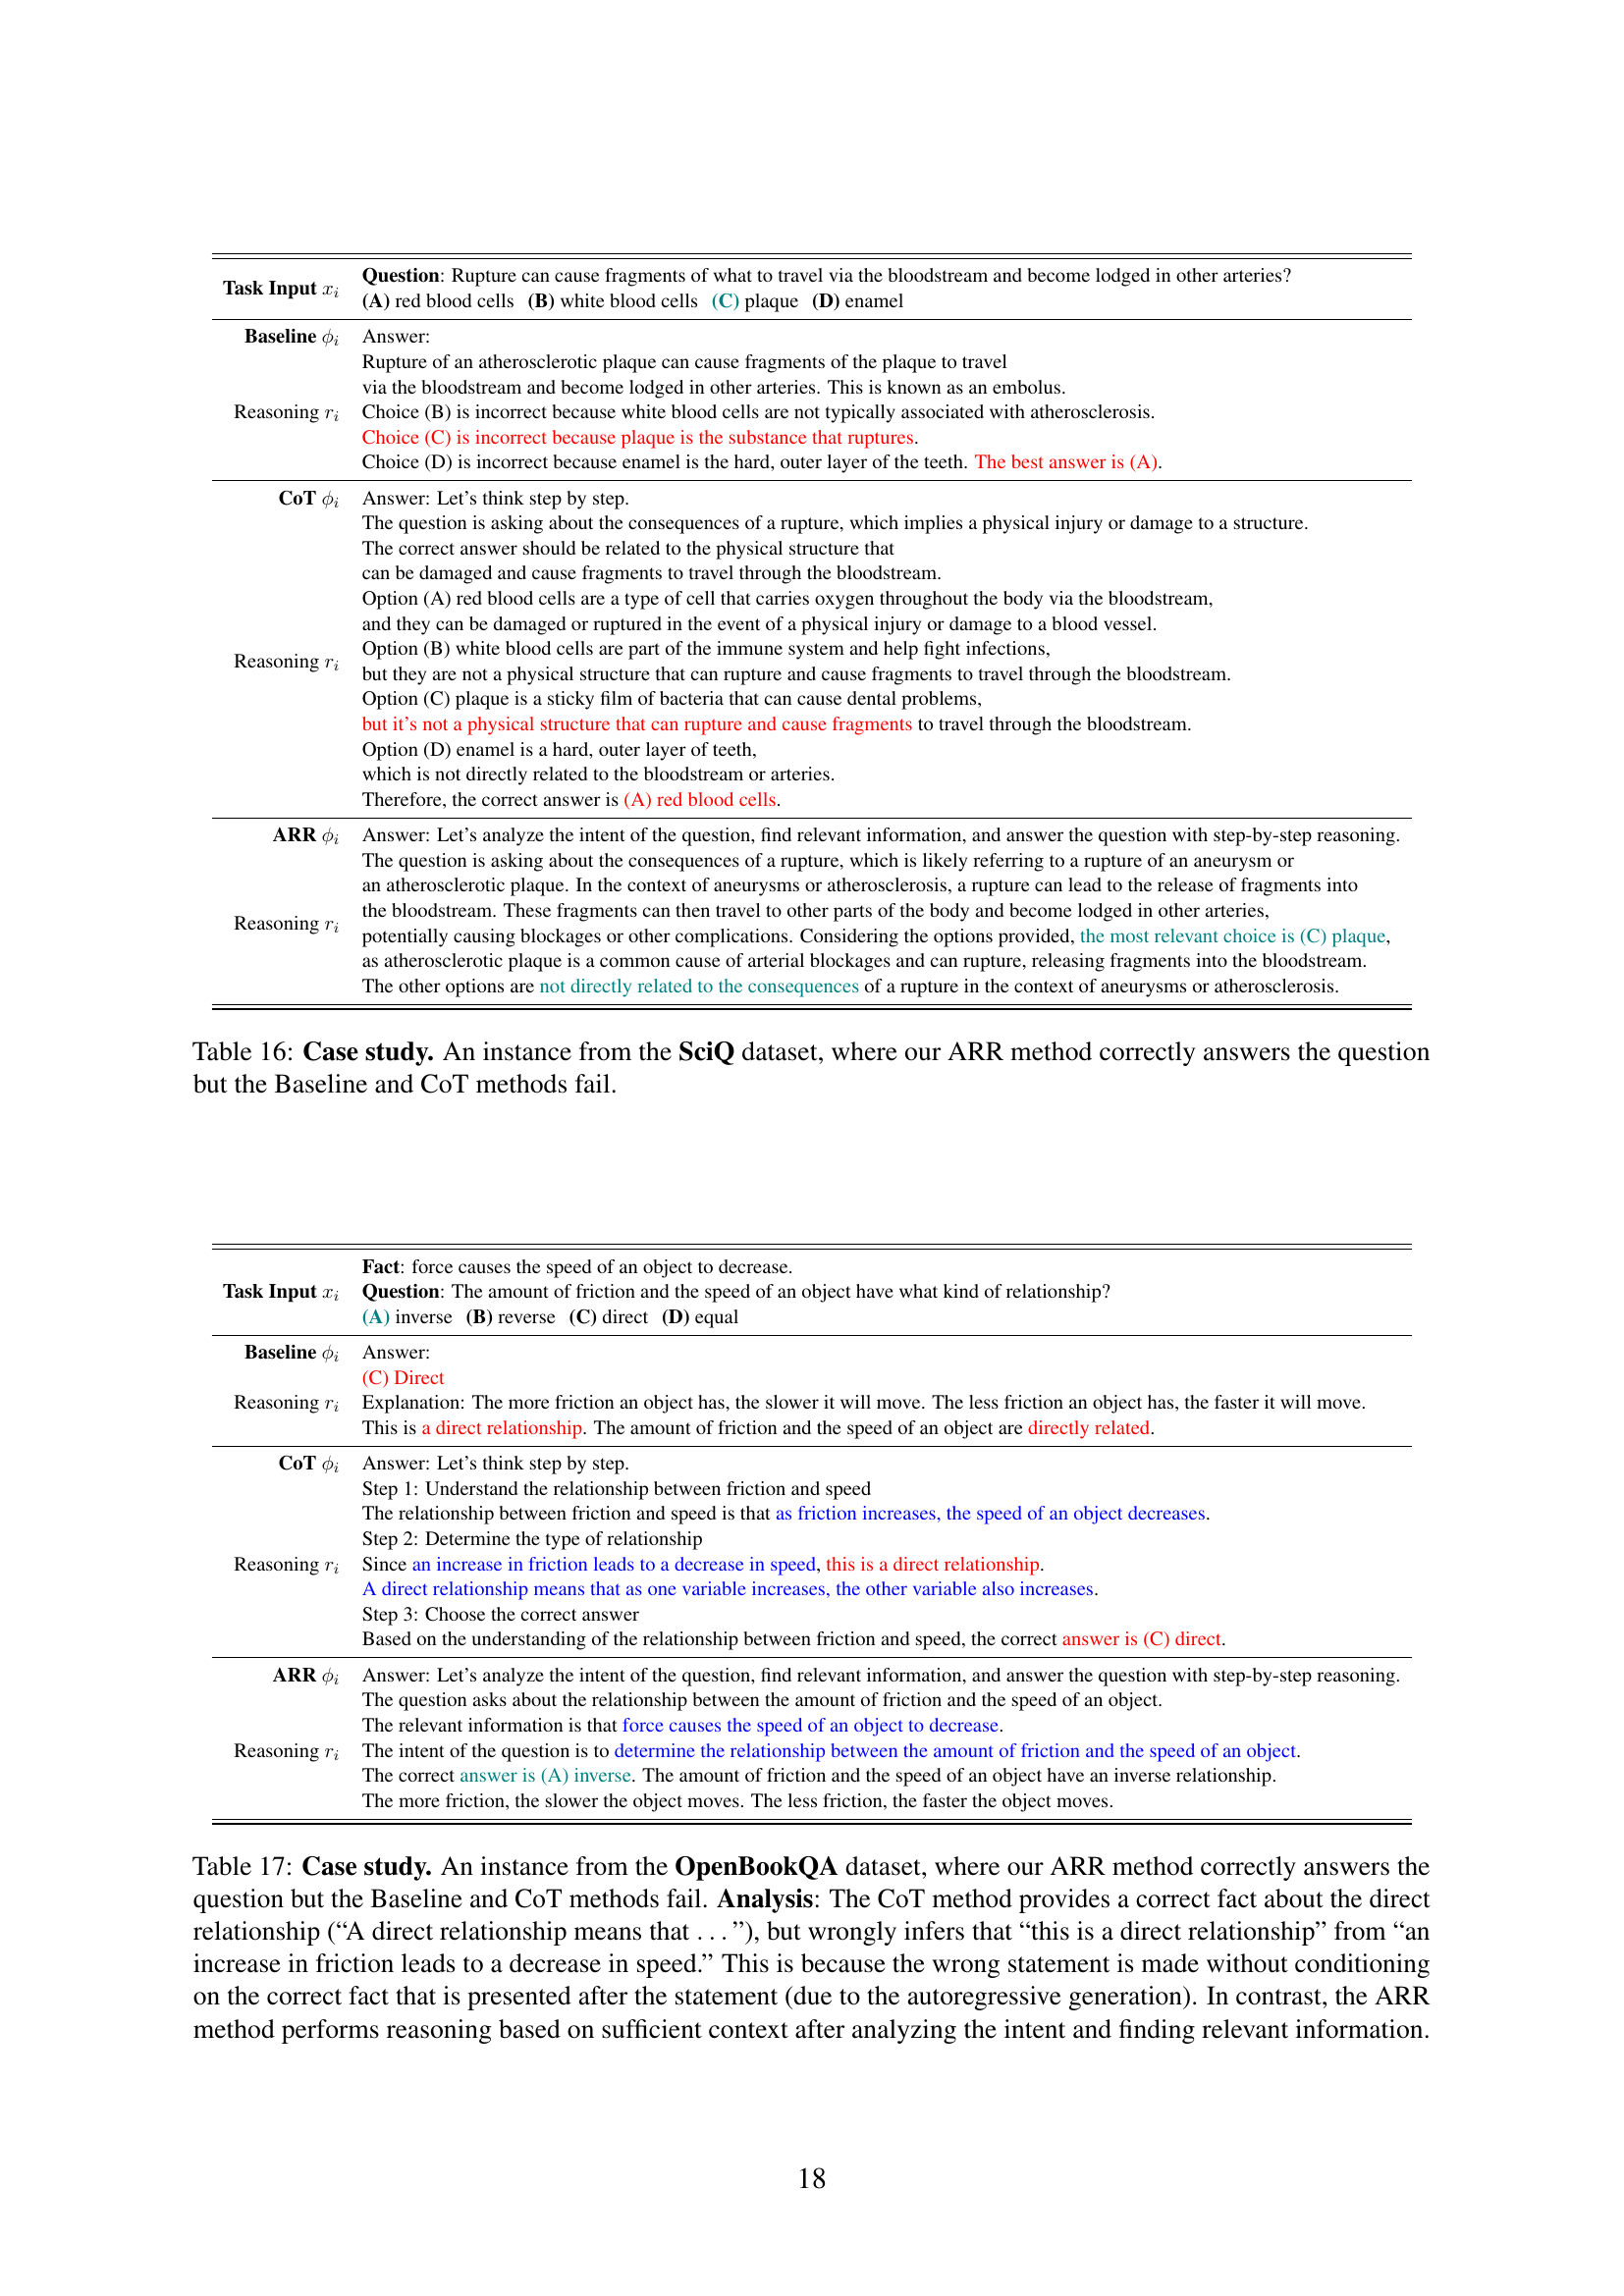 Task Input xᵢ
Question: Rupture can cause fragments of what to travel via the bloodstream and become lodged in other arteries?
(A) red blood cells (B) white blood cells (C) plaque (D) enamel
Baseline ϕᵢ Answer:
Rupture of an atherosclerotic plaque can cause fragments of the plaque to travel
via the bloodstream and become lodged in other arteries. This is known as an embolus.
Reasoning rᵢ Choice (B) is incorrect because white blood cells are not typically associated with atherosclerosis.
Choice (C) is incorrect because plaque is the substance that ruptures.
Choice (D) is incorrect because enamel is the hard, outer layer of the teeth. The best answer is (A).
CoT ϕᵢ Answer: Let's think step by step.
The question is asking about the consequences of a rupture, which implies a physical injury or damage to a structure.
The correct answer should be related to the physical structure that
can be damaged and cause fragments to travel through the bloodstream.
Option (A) red blood cells are a type of cell that carries oxygen throughout the body via the bloodstream,
and they can be damaged or ruptured in the event of a physical injury or damage to a blood vessel.
Option (B) white blood cells are part of the immune system and help fight infections,
Reasoning rᵢ
but they are not a physical structure that can rupture and cause fragments to travel through the bloodstream.
Option (C) plaque is a sticky film of bacteria that can cause dental problems,
but it's not a physical structure that can rupture and cause fragments to travel through the bloodstream.
Option (D) enamel is a hard, outer layer of teeth,
which is not directly related to the bloodstream or arteries.
Therefore, the correct answer is (A) red blood cells.
ARR ϕᵢ Answer: Let's analyze the intent of the question, find relevant information, and answer the question with step-by-step reasoning.
The question is asking about the consequences of a rupture, which is likely referring to a rupture of an aneurysm or
an atherosclerotic plaque. In the context of aneurysms or atherosclerosis, a rupture can lead to the release of fragments into
the bloodstream. These fragments can then travel to other parts of the body and become lodged in other arteries,
Reasoning rᵢ
potentially causing blockages or other complications. Considering the options provided, the most relevant choice is (C) plaque,
as atherosclerotic plaque is a common cause of arterial blockages and can rupture, releasing fragments into the bloodstream.
The other options are not directly related to the consequences of a rupture in the context of aneurysms or atherosclerosis.
Table 16: Case study. An instance from the SciQ dataset, where our ARR method correctly answers the question
but the Baseline and CoT methods fail.
Fact: force causes the speed of an object to decrease.
Task Input xᵢ Question: The amount of friction and the speed of an object have what kind of relationship?
(A) inverse (B) reverse (C) direct (D) equal
Baseline ϕᵢ Answer:
(C) Direct
Reasoning rᵢ Explanation: The more friction an object has, the slower it will move. The less friction an object has, the faster it will move.
This is a direct relationship. The amount of friction and the speed of an object are directly related.
CoT ϕᵢ Answer: Let's think step by step.
Step 1: Understand the relationship between friction and speed
The relationship between friction and speed is that as friction increases, the speed of an object decreases.
Step 2: Determine the type of relationship
Reasoning rᵢ Since an increase in friction leads to a decrease in speed, this is a direct relationship.
A direct relationship means that as one variable increases, the other variable also increases.
Step 3: Choose the correct answer
Based on the understanding of the relationship between friction and speed, the correct answer is (C) direct.
ARR ϕᵢ Answer: Let's analyze the intent of the question, find relevant information, and answer the question with step-by-step reasoning.
The question asks about the relationship between the amount of friction and the speed of an object.
The relevant information is that force causes the speed of an object to decrease.
Reasoning rᵢ The intent of the question is to determine the relationship between the amount of friction and the speed of an object.
The correct answer is (A) inverse. The amount of friction and the speed of an object have an inverse relationship.
The more friction, the slower the object moves. The less friction, the faster the object moves.
Table 17: Case study. An instance from the OpenBookQA dataset, where our ARR method correctly answers the
question but the Baseline and CoT methods fail. Analysis: The CoT method provides a correct fact about the direct
relationship (“A direct relationship means that . . . ”), but wrongly infers that “this is a direct relationship” from “an
increase in friction leads to a decrease in speed.” This is because the wrong statement is made without conditioning
on the correct fact that is presented after the statement (due to the autoregressive generation). In contrast, the ARR
method performs reasoning based on sufficient context after analyzing the intent and finding relevant information.
18